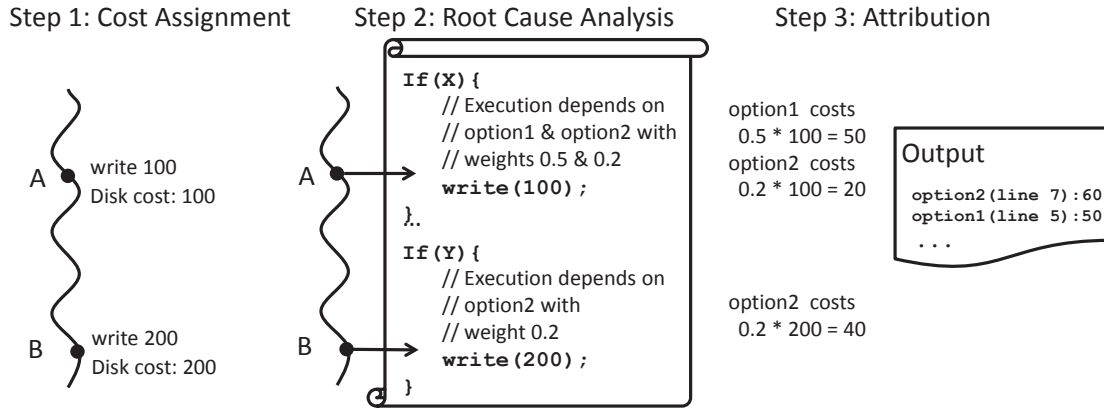 Step 1: Cost Assignment
Step 2: Root Cause Analysis
Step 3: Attribution
A
write 100
Disk cost: 100
B
write 200
Disk cost: 200
A
B
If(X){
// Execution depends on
// option1 & option2 with
// weights 0.5 & 0.2
write(100);
}
...
If(Y){
// Execution depends on
// option2 with
// weight 0.2
write(200);
}
option1 costs
0.5 * 100 = 50
option2 costs
0.2 * 100 = 20
option2 costs
0.2 * 200 = 40
Output
option2(line 7):60
option1(line 5):50
...